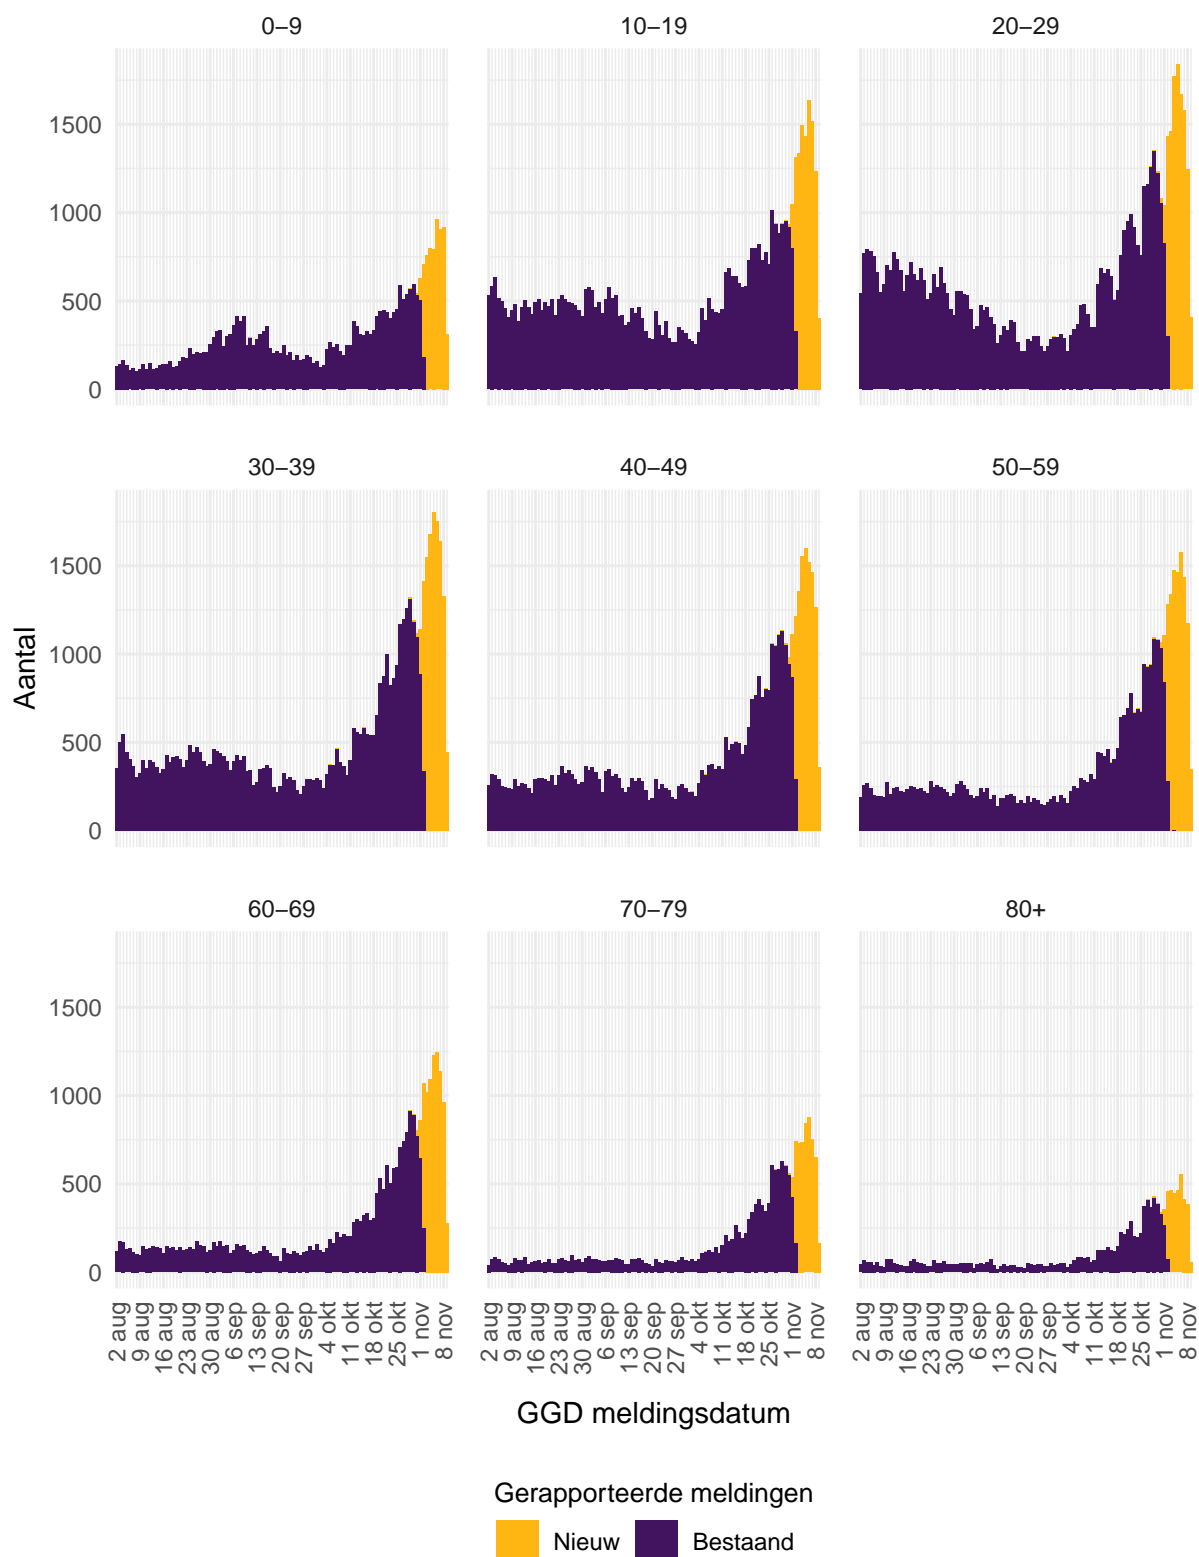 0–9 10–19 20–29
1500
1000
500
0
30–39 40–49 50–59
1500
1000
500
0
Aantal
60–69 70–79 80+
1500
1000
500
0
2 aug 9 aug 16 aug 23 aug 30 aug 6 sep 13 sep 20 sep 27 sep 4 okt 11 okt 18 okt 25 okt 1 nov 8 nov
2 aug 9 aug 16 aug 23 aug 30 aug 6 sep 13 sep 20 sep 27 sep 4 okt 11 okt 18 okt 25 okt 1 nov 8 nov
2 aug 9 aug 16 aug 23 aug 30 aug 6 sep 13 sep 20 sep 27 sep 4 okt 11 okt 18 okt 25 okt 1 nov 8 nov
GGD meldingsdatum
Gerapporteerde meldingen
Nieuw Bestaand